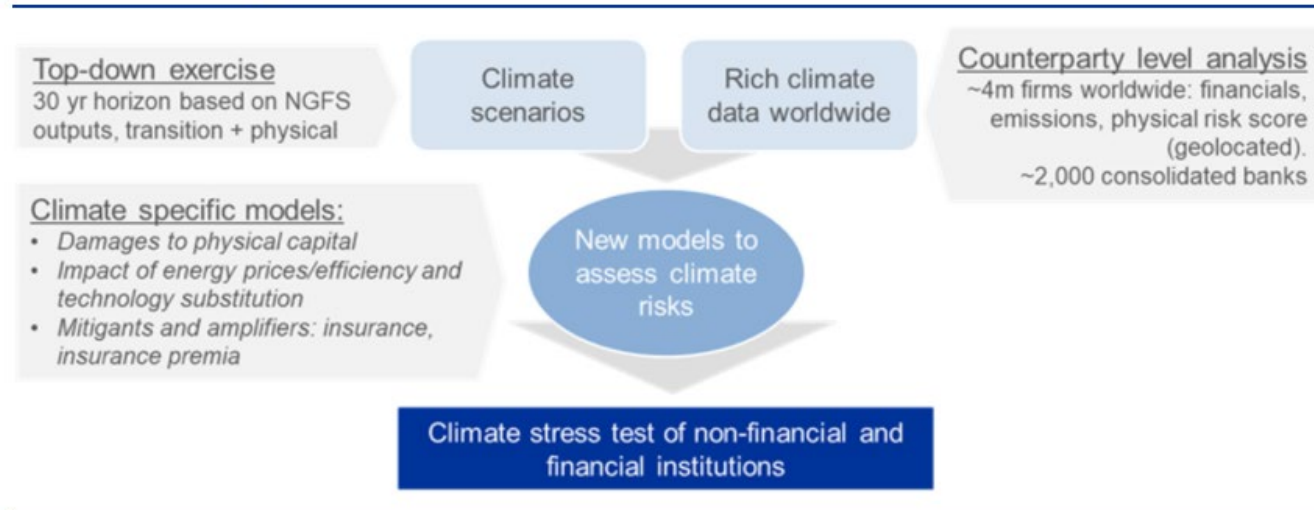 Top-down exercise
30 yr horizon based on NGFS
outputs, transition + physical
Climate
scenarios
Rich climate
data worldwide
Counterparty level analysis
~4m firms worldwide: financials,
emissions, physical risk score
(geolocated).
~2,000 consolidated banks
Climate specific models:
• Damages to physical capital
• Impact of energy prices/efficiency and
technology substitution
• Mitigants and amplifiers: insurance,
insurance premia
New models to
assess climate
risks
Climate stress test of non-financial and
financial institutions